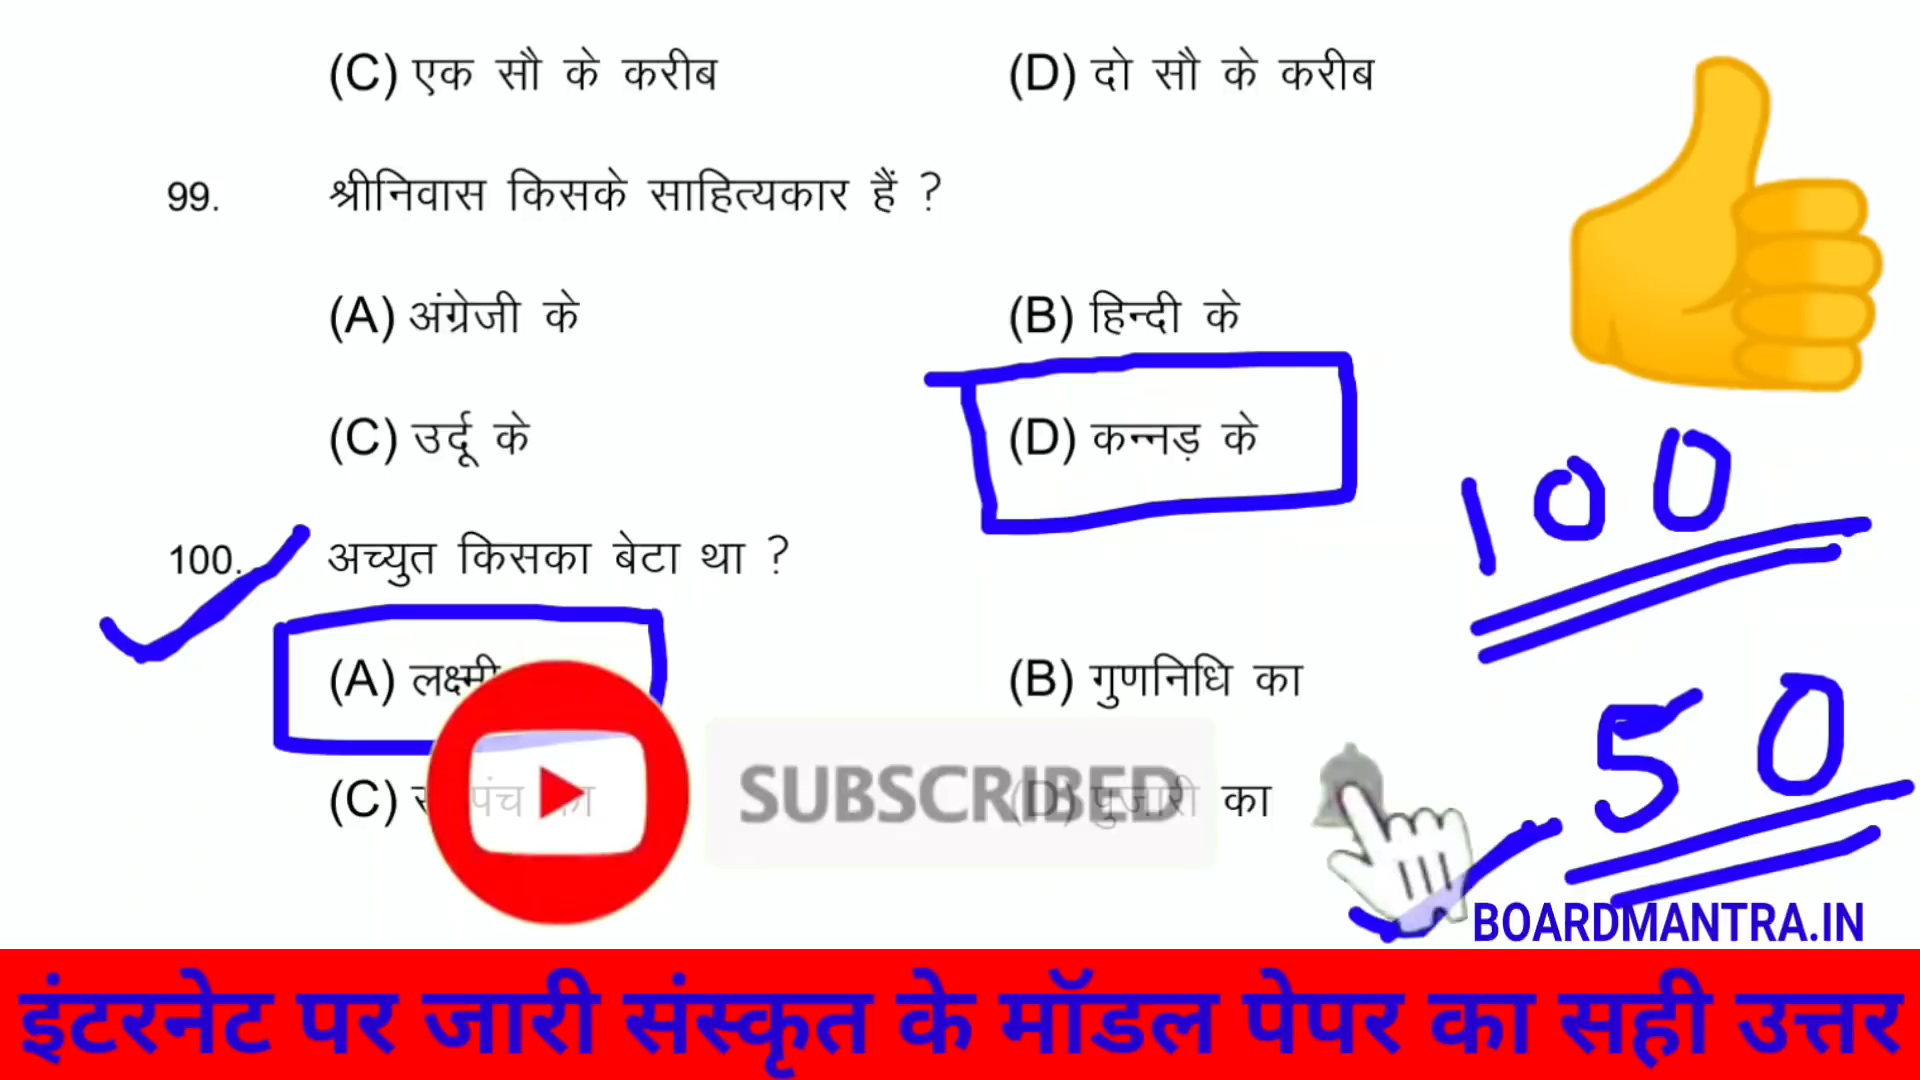 (C) एक सौ के करीब (D) दो सौ के करीब
99. श्रीनिवास किसके साहित्यकार हैं ?
(A) अंग्रेजी के (B) हिन्दी के
(C) उर्दू के (D) कन्नड़ के
100. अच्युत किसका बेटा था ?
(A) लक्ष्मी (B) गुणनिधि का
(C) का (D) पुजारी का
100
50
SUBSCRIBED
BOARDMANTRA.IN
इंटरनेट पर जारी संस्कृत के मॉडल पेपर का सही उत्तर